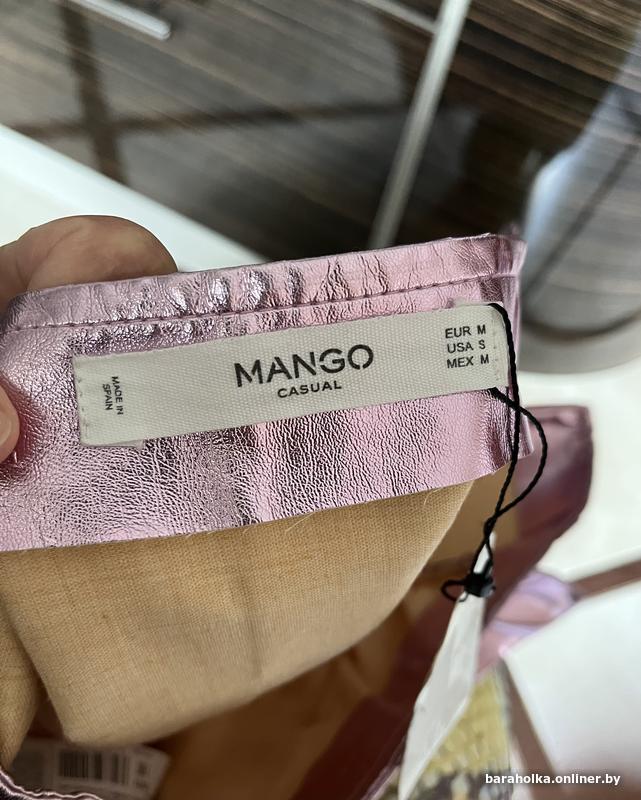 MANGO
CASUAL
EUR M
USA S
MEX M
MADE IN
SPAIN
baraholka.onliner.by